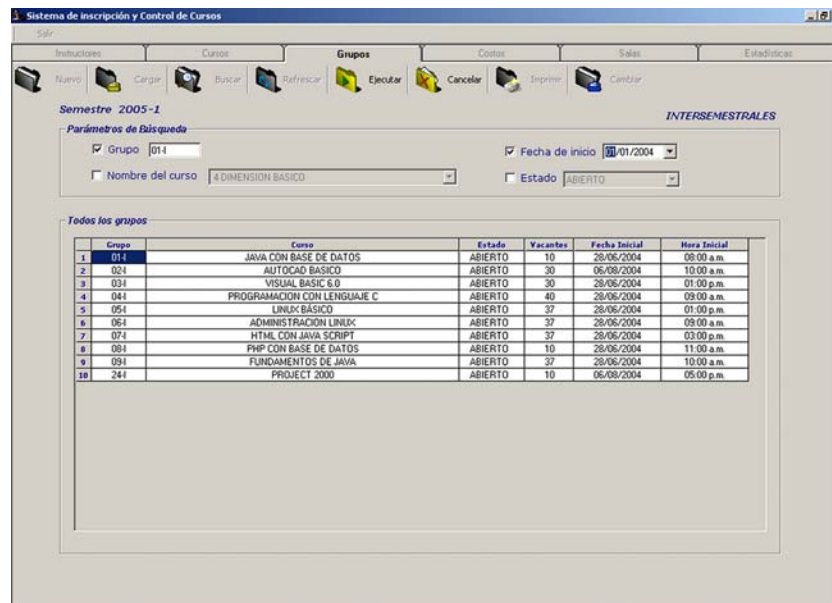 Sistema de inscripción y Control de Cursos
Salir
Instructores Cursos Grupos Costos Salas Estadísticas
Nuevo Cargar Buscar Refrescar Ejecutar Cancelar Imprimir Cambiar
Semestre 2005-1
INTERSEMESTRALES
Parámetros de Búsqueda
Grupo 01-I Fecha de inicio 01/01/2004
Nombre del curso 4 DIMENSION BASICO Estado ABIERTO
Todos los grupos
Grupo Curso Estado Vacantes Fecha Inicial Hora Inicial
1 01-I JAVA CON BASE DE DATOS ABIERTO 10 28/06/2004 08:00 a.m.
2 02-I AUTOCAD BASICO ABIERTO 30 06/08/2004 10:00 a.m.
3 03-I VISUAL BASIC 6.0 ABIERTO 30 28/06/2004 01:00 p.m.
4 04-I PROGRAMACION CON LENGUAJE C ABIERTO 40 28/06/2004 09:00 a.m.
5 05-I LINUX BÁSICO ABIERTO 37 28/06/2004 01:00 p.m.
6 06-I ADMINISTRACIÓN LINUX ABIERTO 37 28/06/2004 09:00 a.m.
7 07-I HTML CON JAVA SCRIPT ABIERTO 37 28/06/2004 03:00 p.m.
8 08-I PHP CON BASE DE DATOS ABIERTO 10 28/06/2004 11:00 a.m.
9 09-I FUNDAMENTOS DE JAVA ABIERTO 37 28/06/2004 10:00 a.m.
10 24-I PROJECT 2000 ABIERTO 10 06/08/2004 05:00 p.m.